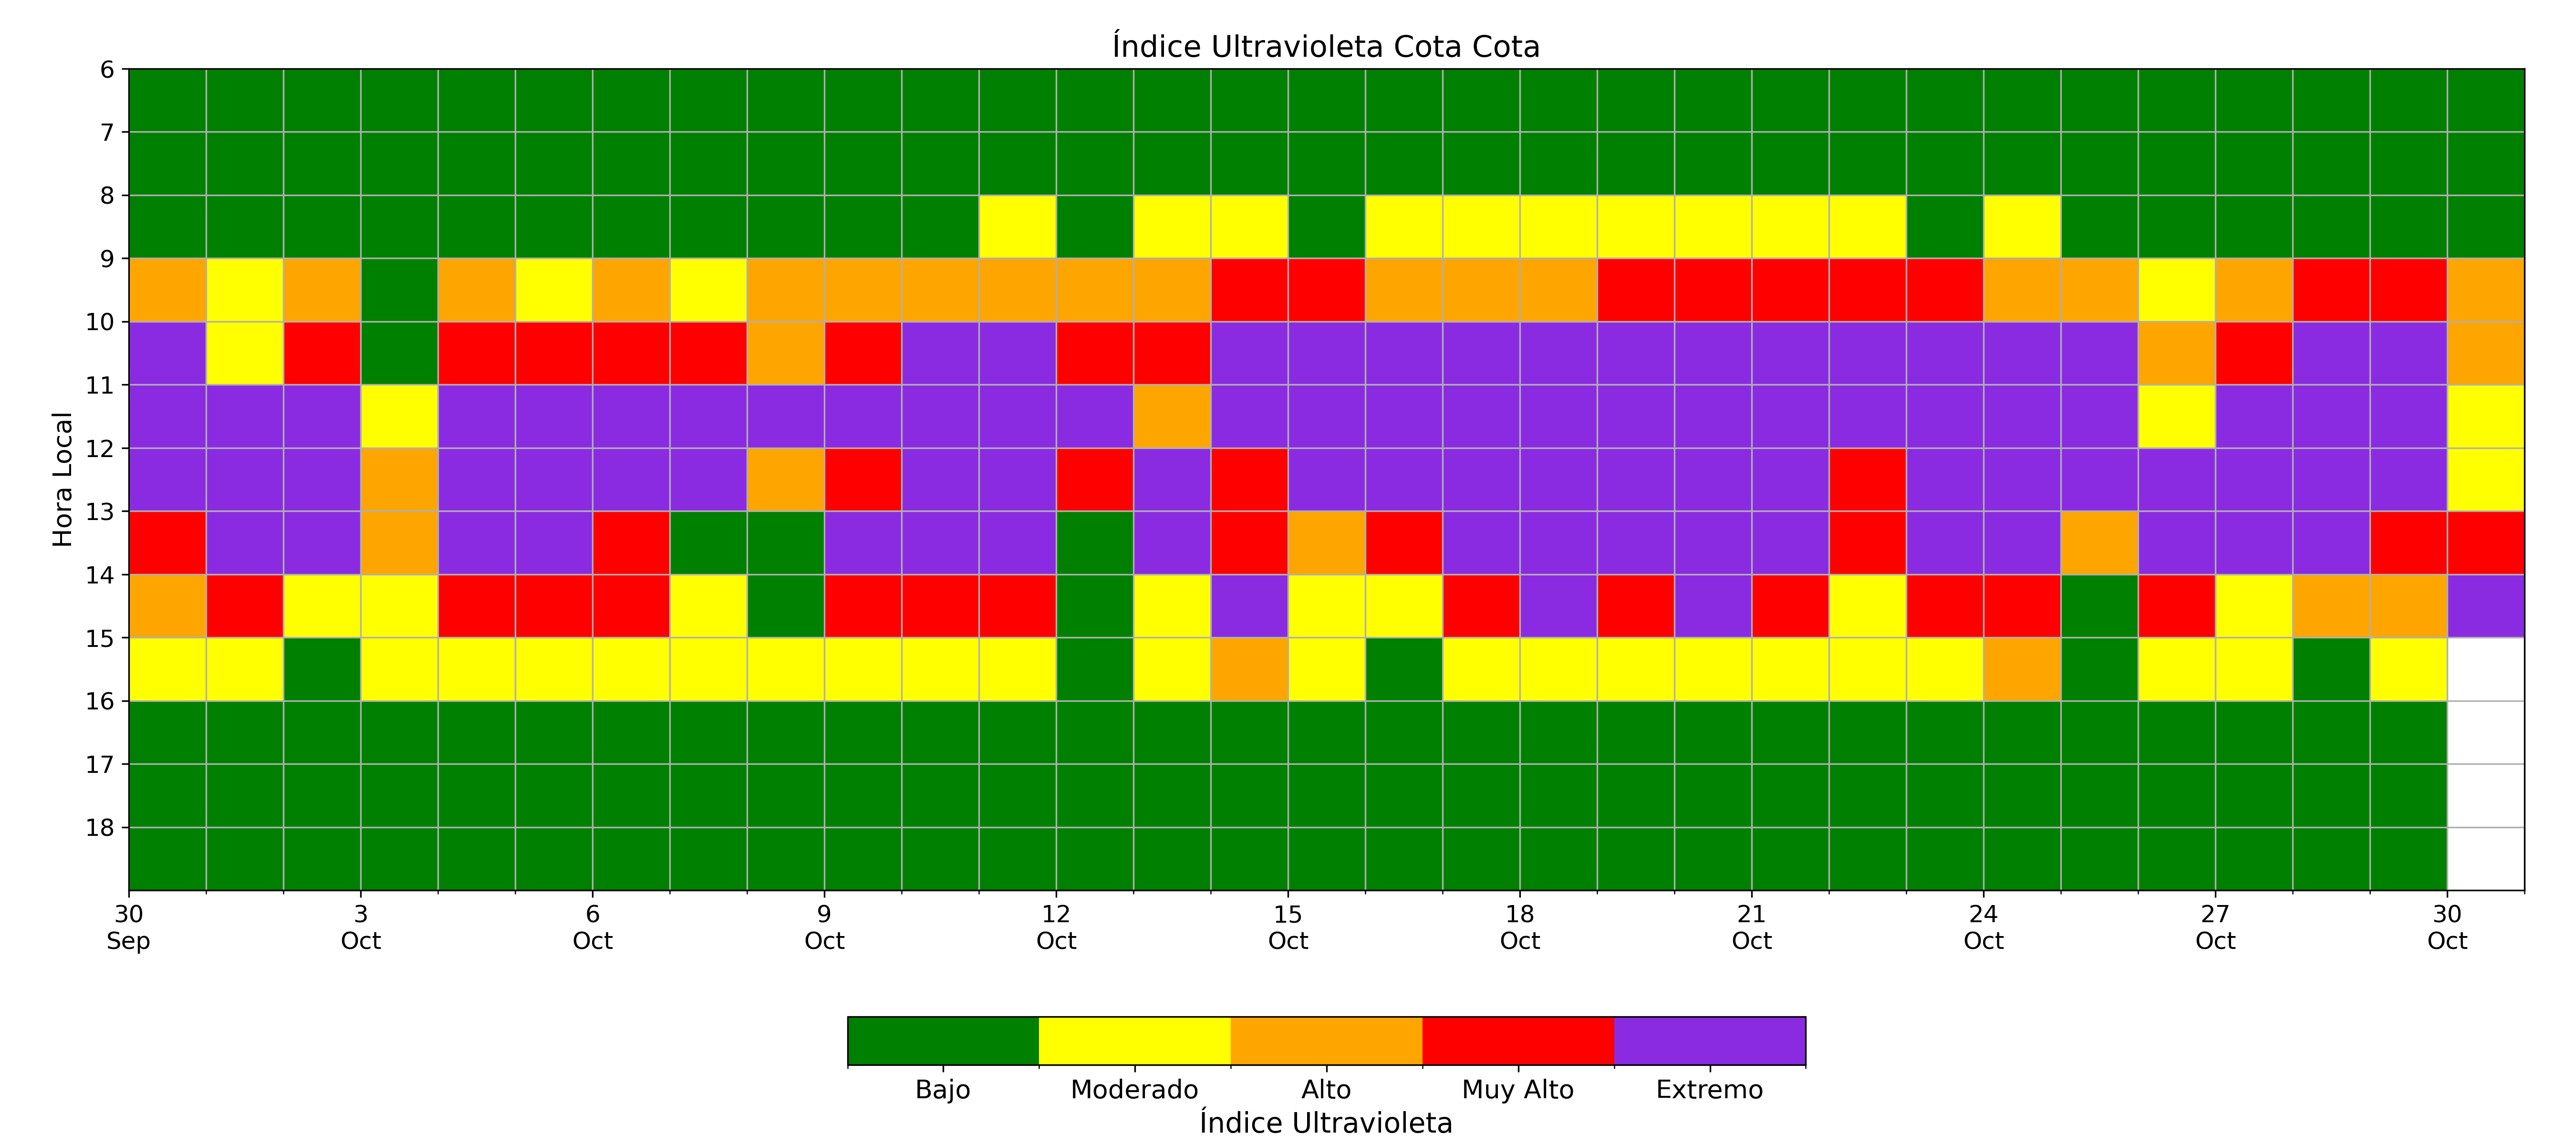 Índice Ultravioleta Cota Cota
Hora Local
6
7
8
9
10
11
12
13
14
15
16
17
18
30 3 6 9 12 15 18 21 24 27 30
Sep Oct Oct Oct Oct Oct Oct Oct Oct Oct Oct
Bajo Moderado Alto Muy Alto Extremo
Índice Ultravioleta